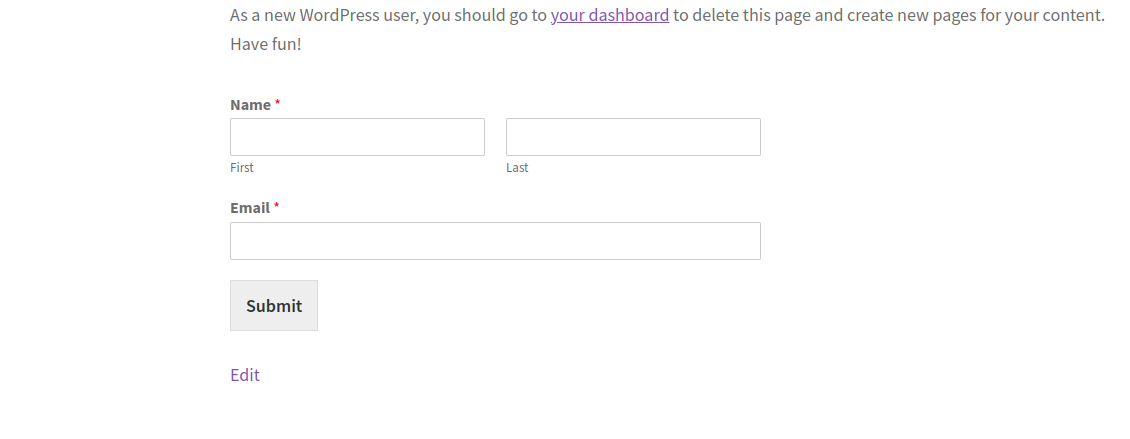 As a new WordPress user, you should go to your dashboard to delete this page and create new pages for your content.
Have fun!
Name *
First
Last
Email *
Submit
Edit